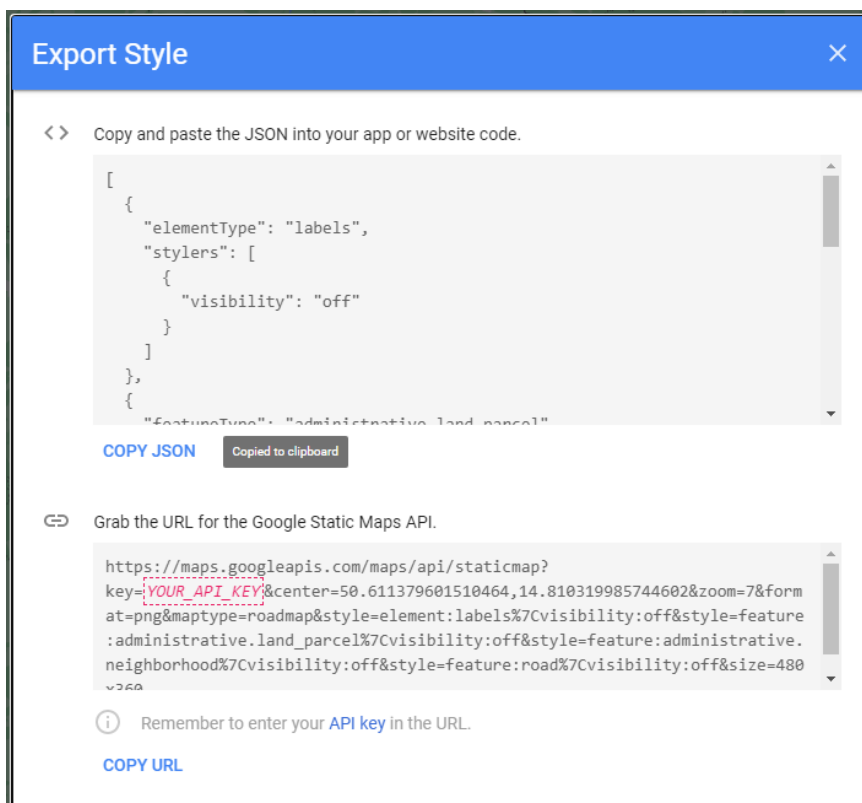 Export Style
Copy and paste the JSON into your app or website code.
[
  {
    "elementType": "labels",
    "stylers": [
      {
        "visibility": "off"
      }
    ]
  },
  {
    "featureType": "administrative.land_parcel"
COPY JSON Copied to clipboard
Grab the URL for the Google Static Maps API.
https://maps.googleapis.com/maps/api/staticmap?
key=YOUR_API_KEY&center=50.611379601510464,14.810319985744602&zoom=7&form
at=png&maptype=roadmap&style=element:labels%7Cvisibility:off&style=feature
:administrative.land_parcel%7Cvisibility:off&style=feature:administrative.
neighborhood%7Cvisibility:off&style=feature:road%7Cvisibility:off&size=480
x360
Remember to enter your API key in the URL.
COPY URL